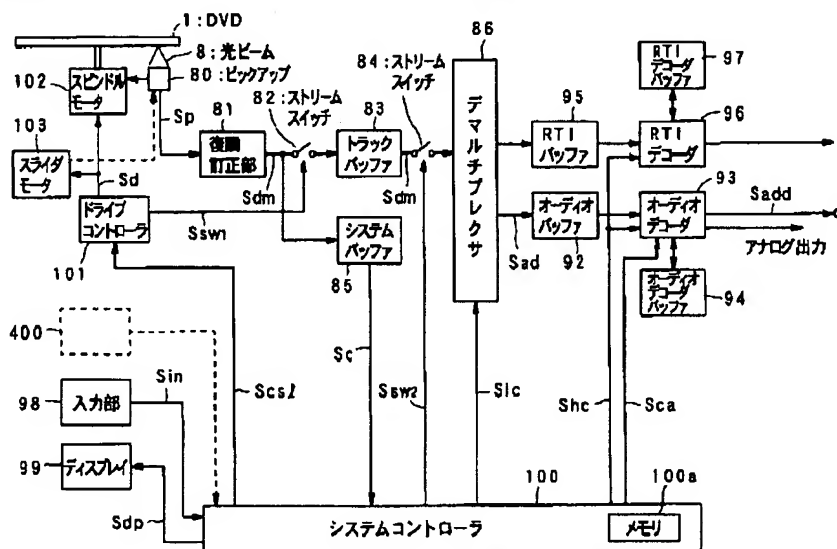 1:DVD
8:光ビーム
80:ピックアップ
102
スピンドル
モータ
103
スライダ
モータ
Sp
Sd
81
復調
訂正部
82:ストリーム
スイッチ
83
トラック
バッファ
84:ストリーム
スイッチ
Sdm
Sdm
86
デマルチプレクサ
95
RTI
バッファ
RTI
デコーダ
バッファ
97
96
RTI
デコーダ
93
オーディオ
バッファ
92
オーディオ
デコーダ
Sadd
アナログ出力
Sad
オーディオ
デコーダ
バッファ
94
ドライブ
コントローラ
101
Ssw1
システム
バッファ
85
400
Sin
98
入力部
99
ディスプレイ
Sdp
Scsl
Sc
Ssw2
Slc
Shc
Sca
100
100a
システムコントローラ
メモリ